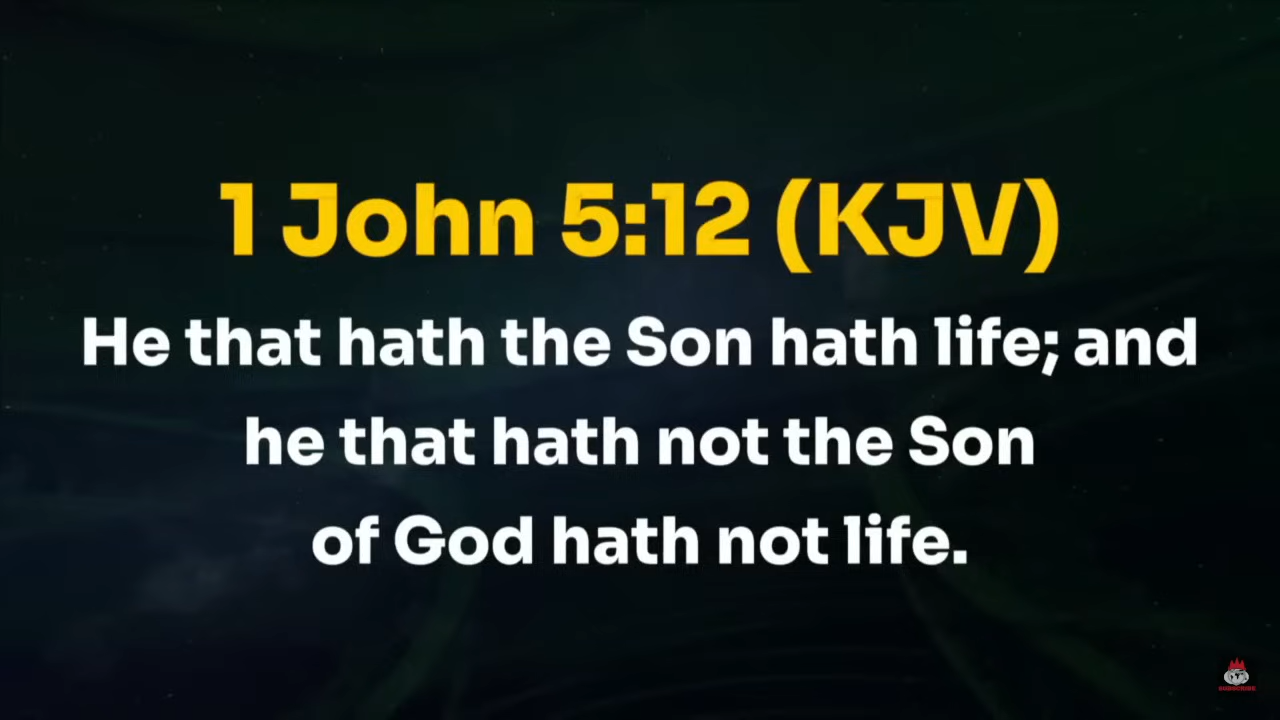 1 John 5:12 (KJV)
He that hath the Son hath life; and
he that hath not the Son
of God hath not life.
SUBSCRIBE